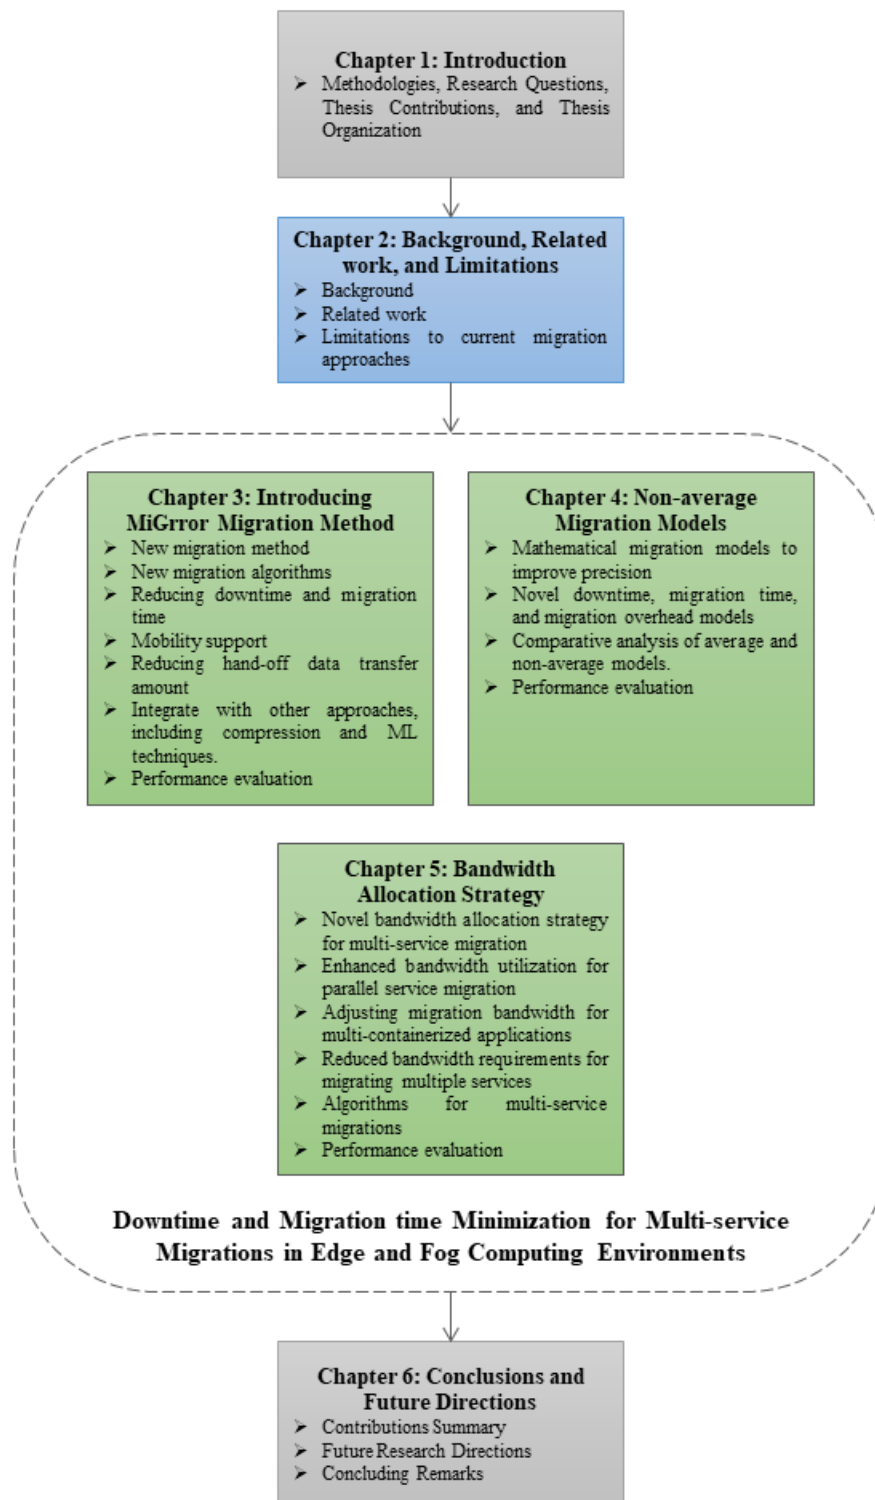 Chapter 1: Introduction
➤ Methodologies, Research Questions,
Thesis Contributions, and Thesis
Organization
Chapter 2: Background, Related
work, and Limitations
➤ Background
➤ Related work
➤ Limitations to current migration
approaches
Chapter 3: Introducing
MiGrror Migration Method
➤ New migration method
➤ New migration algorithms
➤ Reducing downtime and migration
time
➤ Mobility support
➤ Reducing hand-off data transfer
amount
➤ Integrate with other approaches,
including compression and ML
techniques.
➤ Performance evaluation
Chapter 4: Non-average
Migration Models
➤ Mathematical migration models to
improve precision
➤ Novel downtime, migration time,
and migration overhead models
➤ Comparative analysis of average and
non-average models.
➤ Performance evaluation
Chapter 5: Bandwidth
Allocation Strategy
➤ Novel bandwidth allocation strategy
for multi-service migration
➤ Enhanced bandwidth utilization for
parallel service migration
➤ Adjusting migration bandwidth for
multi-containerized applications
➤ Reduced bandwidth requirements for
migrating multiple services
➤ Algorithms for multi-service
migrations
➤ Performance evaluation
Downtime and Migration time Minimization for Multi-service
Migrations in Edge and Fog Computing Environments
Chapter 6: Conclusions and
Future Directions
➤ Contributions Summary
➤ Future Research Directions
➤ Concluding Remarks